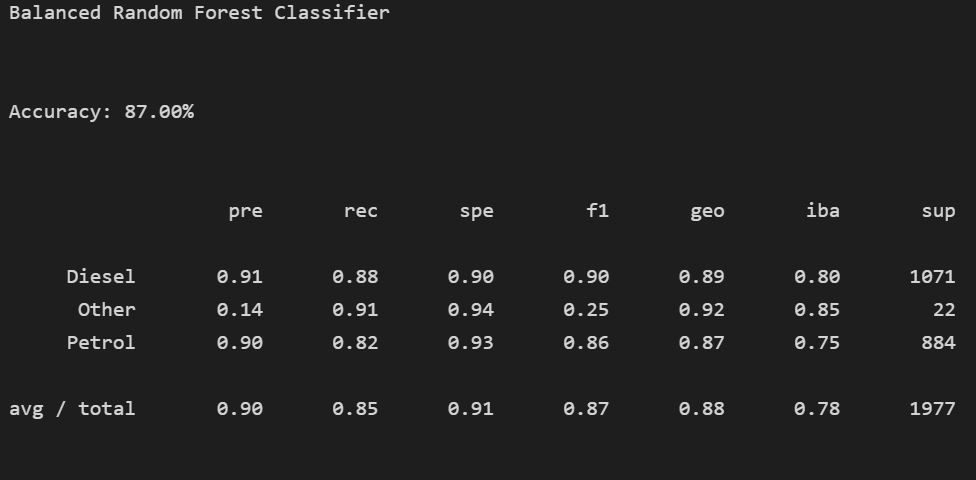 Balanced Random Forest Classifier
Accuracy: 87.00%
pre rec spe f1 geo iba sup
Diesel 0.91 0.88 0.90 0.90 0.89 0.80 1071
Other 0.14 0.91 0.94 0.25 0.92 0.85 22
Petrol 0.90 0.82 0.93 0.86 0.87 0.75 884
avg / total 0.90 0.85 0.91 0.87 0.88 0.78 1977